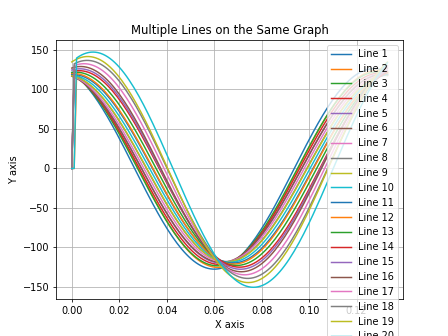 Multiple Lines on the Same Graph
Y axis
150
100
50
0
−50
−100
−150
0.00
0.02
0.04
0.06
0.08
0.10
X axis
Line 1
Line 2
Line 3
Line 4
Line 5
Line 6
Line 7
Line 8
Line 9
Line 10
Line 11
Line 12
Line 13
Line 14
Line 15
Line 16
Line 17
Line 18
Line 19
Line 20